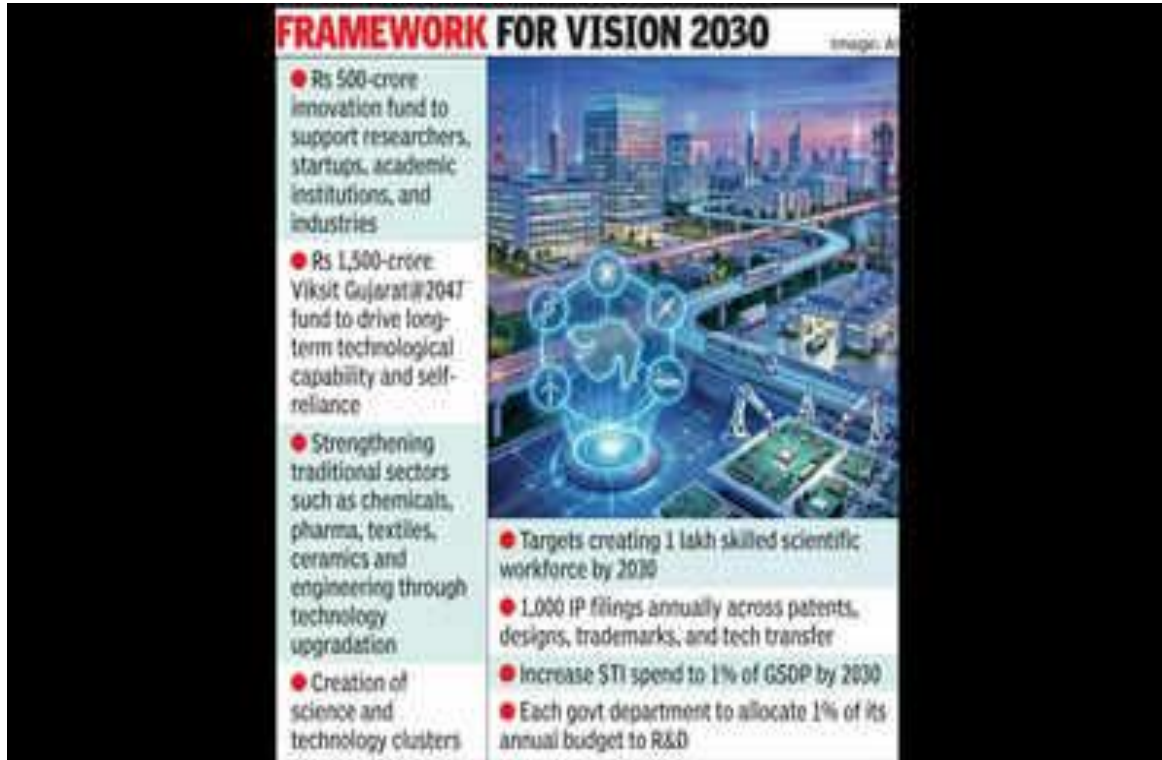 FRAMEWORK FOR VISION 2030
Image: AI
● Rs 500-crore
innovation fund to
support researchers,
startups, academic
institutions, and
industries
● Rs 1,500-crore
Viksit Gujarat@2047
fund to drive long-
term technological
capability and self-
reliance
● Strengthening
traditional sectors
such as chemicals,
pharma, textiles,
ceramics and
engineering through
technology
upgradation
● Creation of
science and
technology clusters
● Targets creating 1 lakh skilled scientific
workforce by 2030
● 1,000 IP filings annually across patents,
designs, trademarks, and tech transfer
● Increase STI spend to 1% of GSDP by 2030
● Each govt department to allocate 1% of its
annual budget to R&D